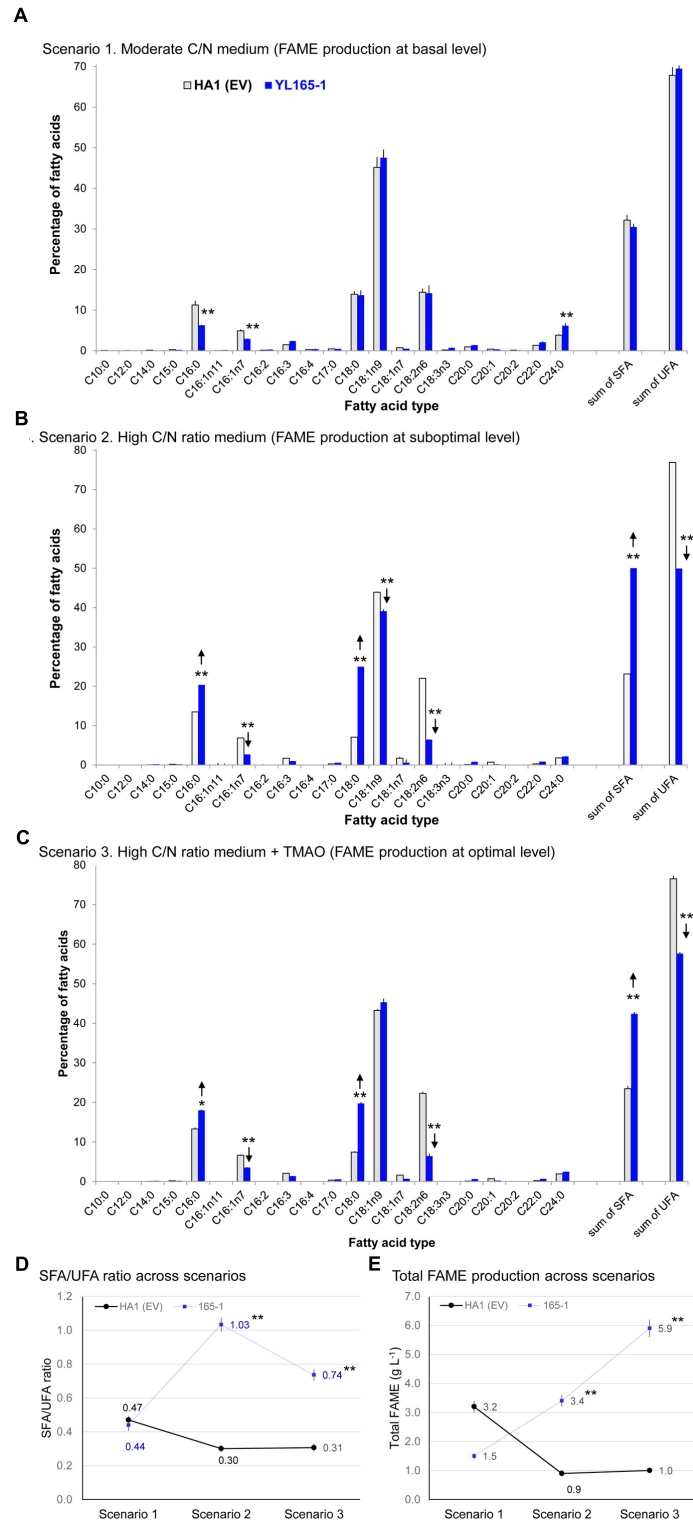 A
Scenario 1. Moderate C/N medium (FAME production at basal level)
HA1 (EV) YL165-1
Percentage of fatty acids
70
60
50
40
30
20
10
0
** ** **
C10:0 C12:0 C14:0 C15:0 C16:0 C16:1n11 C16:1n7 C16:2 C16:3 C16:4 C17:0 C18:0 C18:1n9 C18:1n7 C18:2n6 C18:3n3 C20:0 C20:1 C20:2 C22:0 C24:0 sum of SFA sum of UFA
Fatty acid type
B
. Scenario 2. High C/N ratio medium (FAME production at suboptimal level)
Percentage of fatty acids
80
70
60
50
40
30
20
10
0
** ** ** ** ** ** **
C10:0 C12:0 C14:0 C15:0 C16:0 C16:1n11 C16:1n7 C16:2 C16:3 C16:4 C17:0 C18:0 C18:1n9 C18:1n7 C18:2n6 C18:3n3 C20:0 C20:1 C20:2 C22:0 C24:0 sum of SFA sum of UFA
Fatty acid type
C
Scenario 3. High C/N ratio medium + TMAO (FAME production at optimal level)
Percentage of fatty acids
80
70
60
50
40
30
20
10
0
* ** ** ** ** **
C10:0 C12:0 C14:0 C15:0 C16:0 C16:1n11 C16:1n7 C16:2 C16:3 C16:4 C17:0 C18:0 C18:1n9 C18:1n7 C18:2n6 C18:3n3 C20:0 C20:1 C20:2 C22:0 C24:0 sum of SFA sum of UFA
Fatty acid type
D
SFA/UFA ratio across scenarios
HA1 (EV) 165-1
SFA/UFA ratio
1.2
1.0
0.8
0.6
0.4
0.2
0.0
0.47
0.44
1.03 **
0.30
0.74 **
0.31
Scenario 1 Scenario 2 Scenario 3
E
Total FAME production across scenarios
HA1 (EV) 165-1
Total FAME (g L-1)
7.0
6.0
5.0
4.0
3.0
2.0
1.0
0.0
3.2
1.5
3.4 **
0.9
5.9 **
1.0
Scenario 1 Scenario 2 Scenario 3